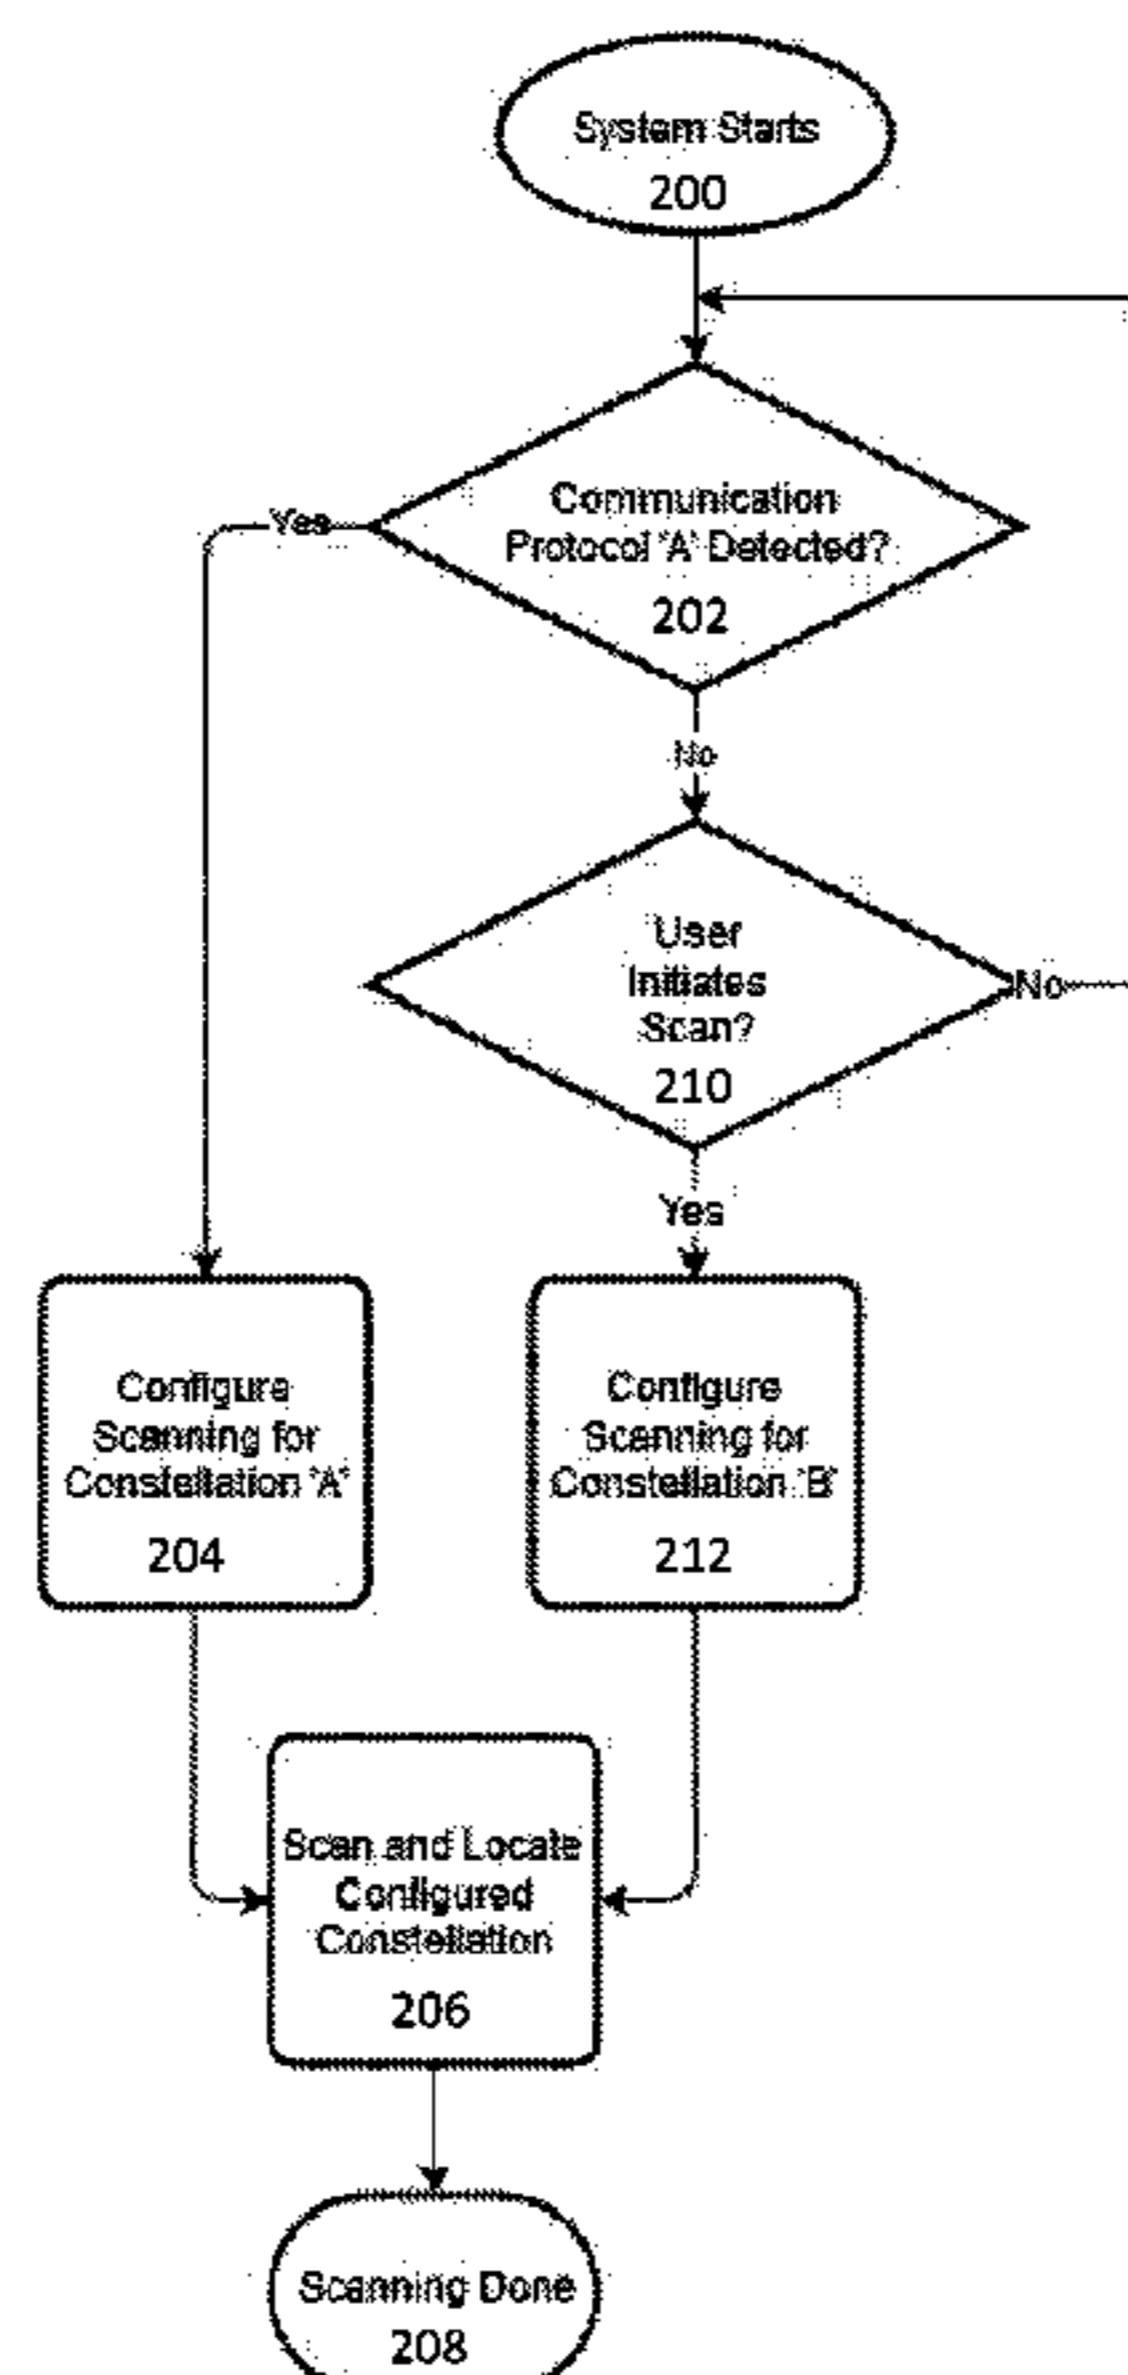 System Starts
200
Communication
Protocol 'A' Detected?
202
Yes
No
User
Initiates
Scan?
210
No
Yes
Configure
Scanning for
Constellation 'A'
204
Configure
Scanning for
Constellation 'B'
212
Scan and Locate
Configured
Constellation
206
Scanning Done
208